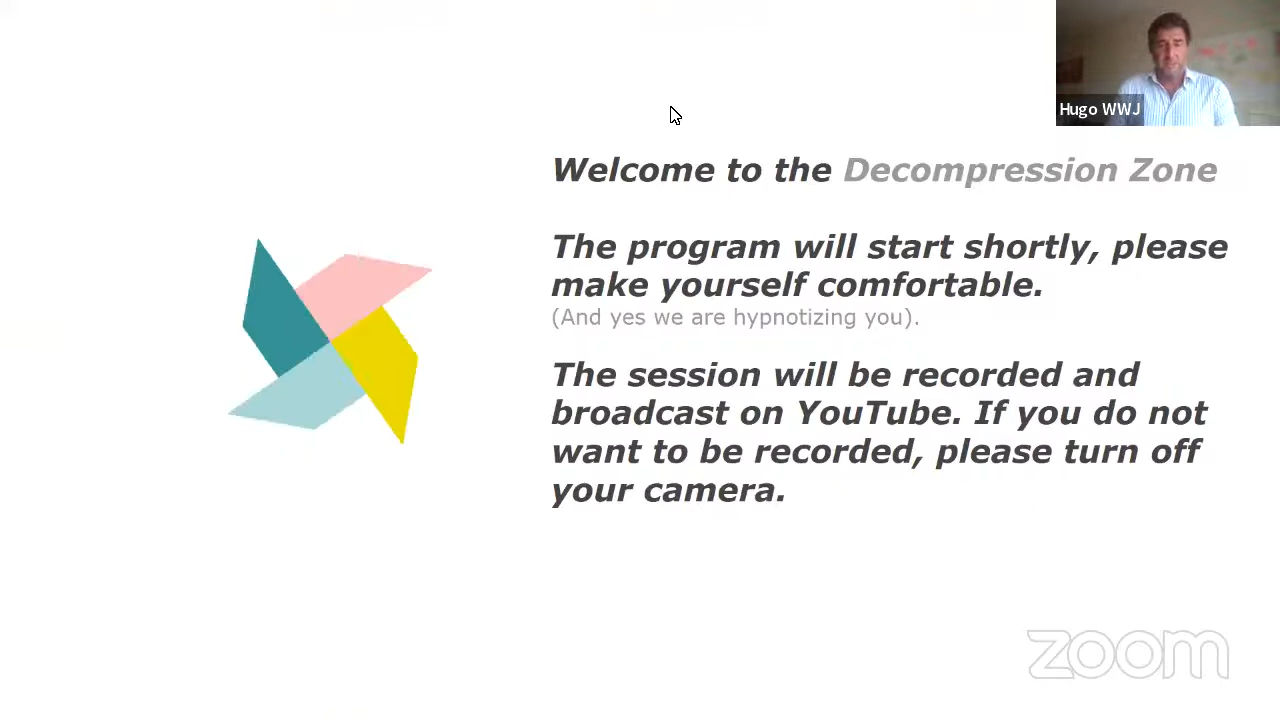 Hugo WWJ
Welcome to the Decompression Zone
The program will start shortly, please
make yourself comfortable.
(And yes we are hypnotizing you).
The session will be recorded and
broadcast on YouTube. If you do not
want to be recorded, please turn off
your camera.
zoom